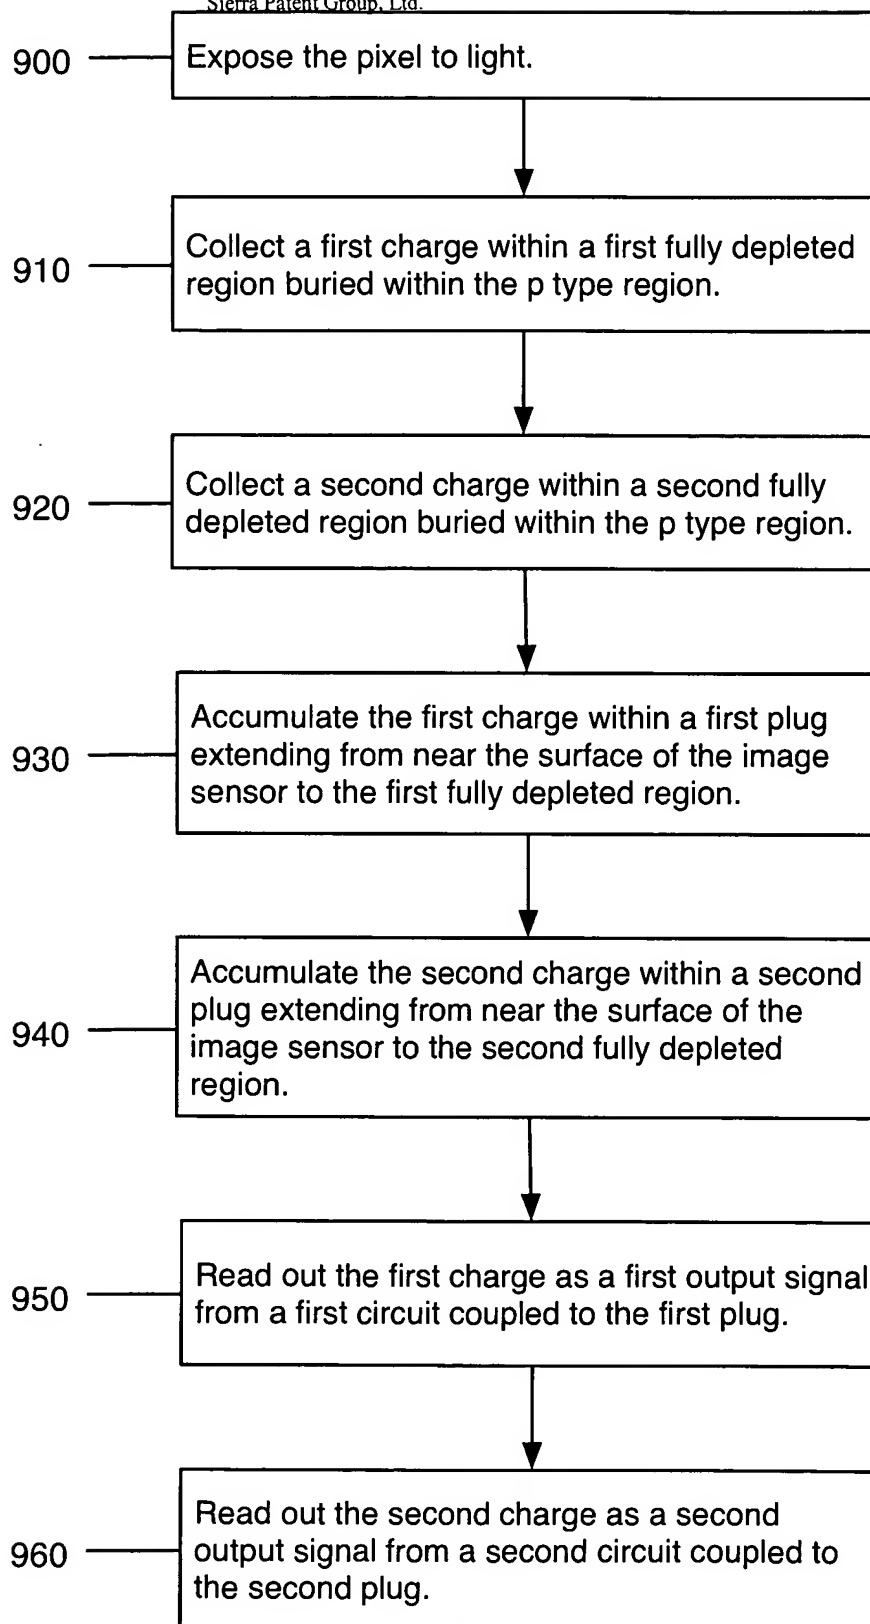 Sierra Patent Group, Ltd.
900
Expose the pixel to light.
910
Collect a first charge within a first fully depleted
region buried within the p type region.
920
Collect a second charge within a second fully
depleted region buried within the p type region.
930
Accumulate the first charge within a first plug
extending from near the surface of the image
sensor to the first fully depleted region.
940
Accumulate the second charge within a second
plug extending from near the surface of the
image sensor to the second fully depleted
region.
950
Read out the first charge as a first output signal
from a first circuit coupled to the first plug.
960
Read out the second charge as a second
output signal from a second circuit coupled to
the second plug.